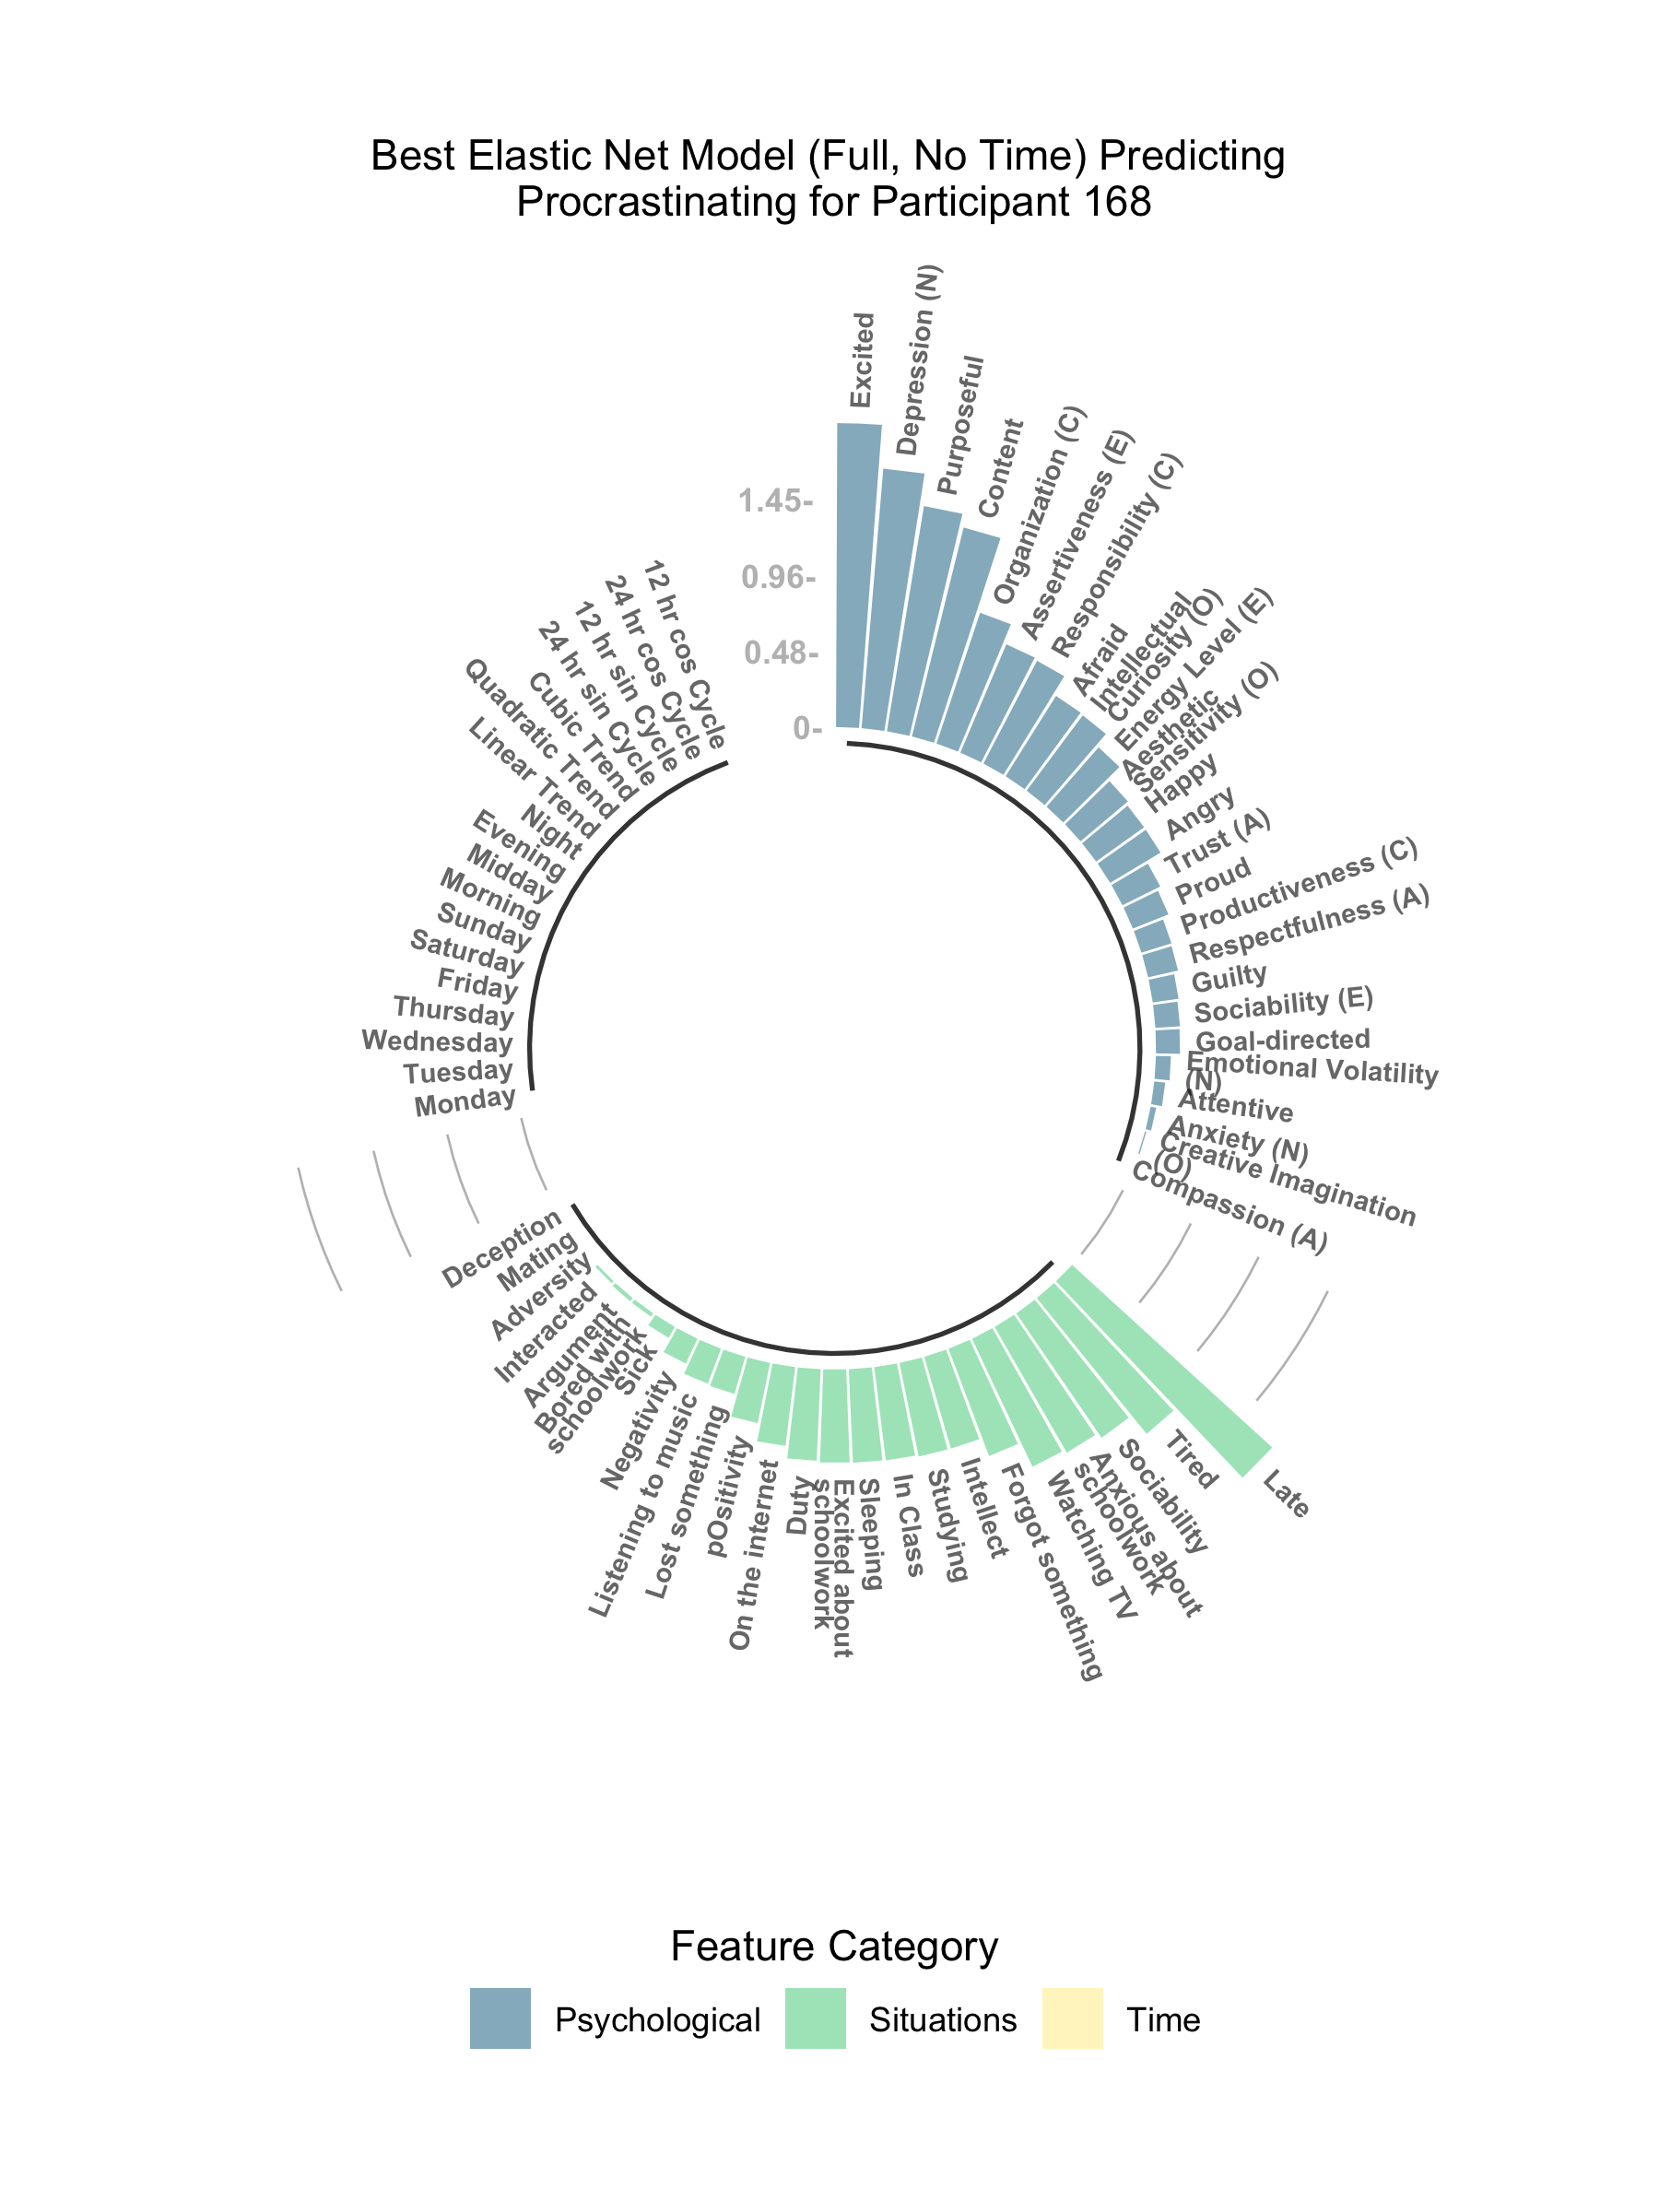 Best Elastic Net Model (Full, No Time) Predicting
Procrastinating for Participant 168
1.45-
0.96-
0.48-
0-
Excited
Depression (N)
Purposeful
Content
Organization (C)
Assertiveness (E)
Responsibility (C)
Afraid
Intellectual
Curiosity (O)
Energy Level (E)
Aesthetic
Sensitivity (O)
Happy
Angry
Trust (A)
Proud
Productiveness (C)
Respectfulness (A)
Guilty
Sociability (E)
Goal-directed
Emotional Volatility
(N)
Attentive
Anxiety (N)
Creative Imagination
(O)
Compassion (A)
Late
Tired
Sociability
Anxious about
schoolwork
Watching TV
Forgot something
Intellect
Studying
In Class
Sleeping
Excited about
schoolwork
Duty
On the internet
pOsitivity
Lost something
Listening to music
Negativity
Sick
Bored with
schoolwork
Argument
Interacted
Adversity
Mating
Deception
Monday
Tuesday
Wednesday
Thursday
Friday
Saturday
Sunday
Morning
Midday
Evening
Night
Linear Trend
Quadratic Trend
Cubic Trend
24 hr sin Cycle
12 hr sin Cycle
24 hr cos Cycle
12 hr cos Cycle
Feature Category
Psychological
Situations
Time